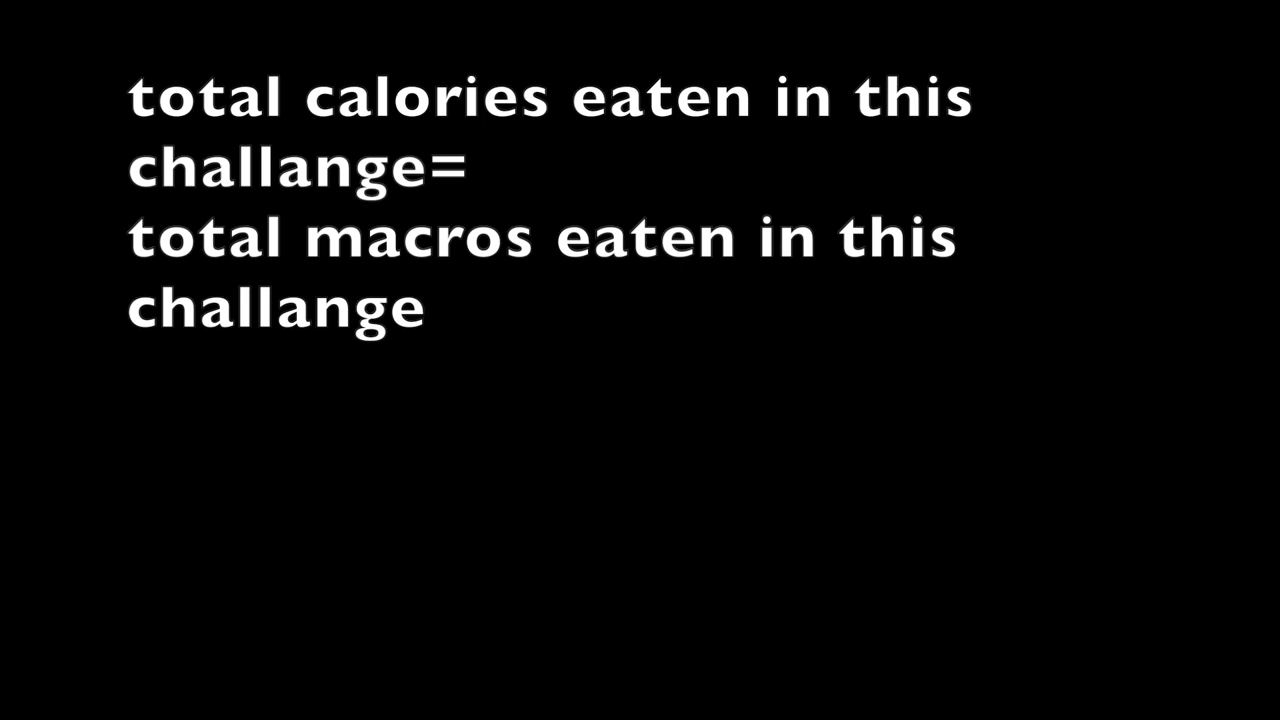 total calories eaten in this
challange=
total macros eaten in this
challange